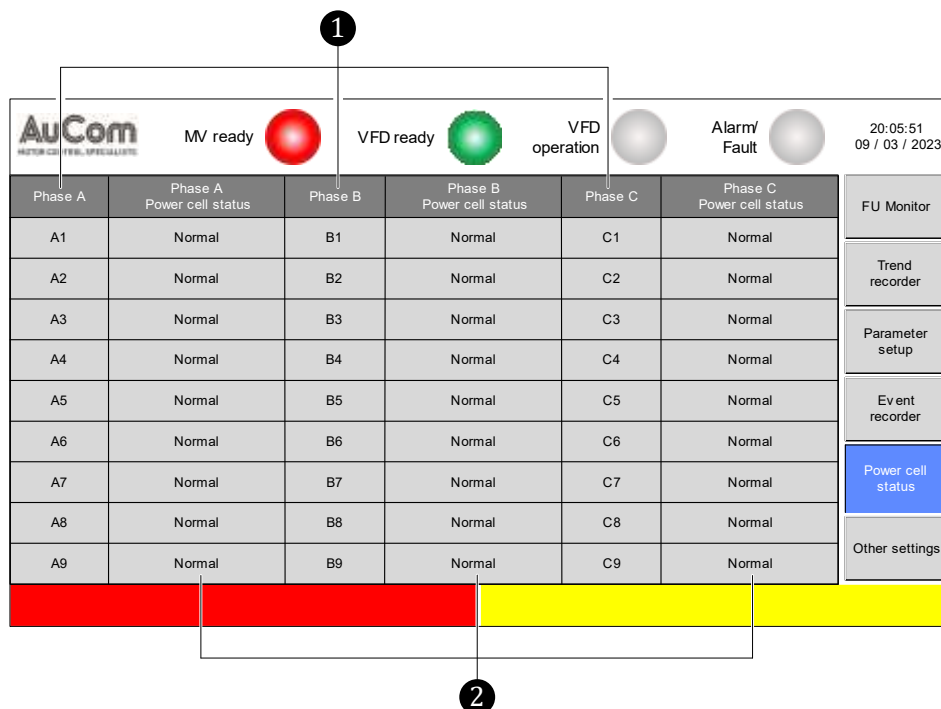 1
AuCom
MOTOR CONTROL SPECIALISTS
MV ready
VFD ready
VFD
operation
Alarm/
Fault
20:05:51
09 / 03 / 2023
Phase A
Phase A
Power cell status
Phase B
Phase B
Power cell status
Phase C
Phase C
Power cell status
A1 Normal B1 Normal C1 Normal
A2 Normal B2 Normal C2 Normal
A3 Normal B3 Normal C3 Normal
A4 Normal B4 Normal C4 Normal
A5 Normal B5 Normal C5 Normal
A6 Normal B6 Normal C6 Normal
A7 Normal B7 Normal C7 Normal
A8 Normal B8 Normal C8 Normal
A9 Normal B9 Normal C9 Normal
FU Monitor
Trend
recorder
Parameter
setup
Event
recorder
Power cell
status
Other settings
2